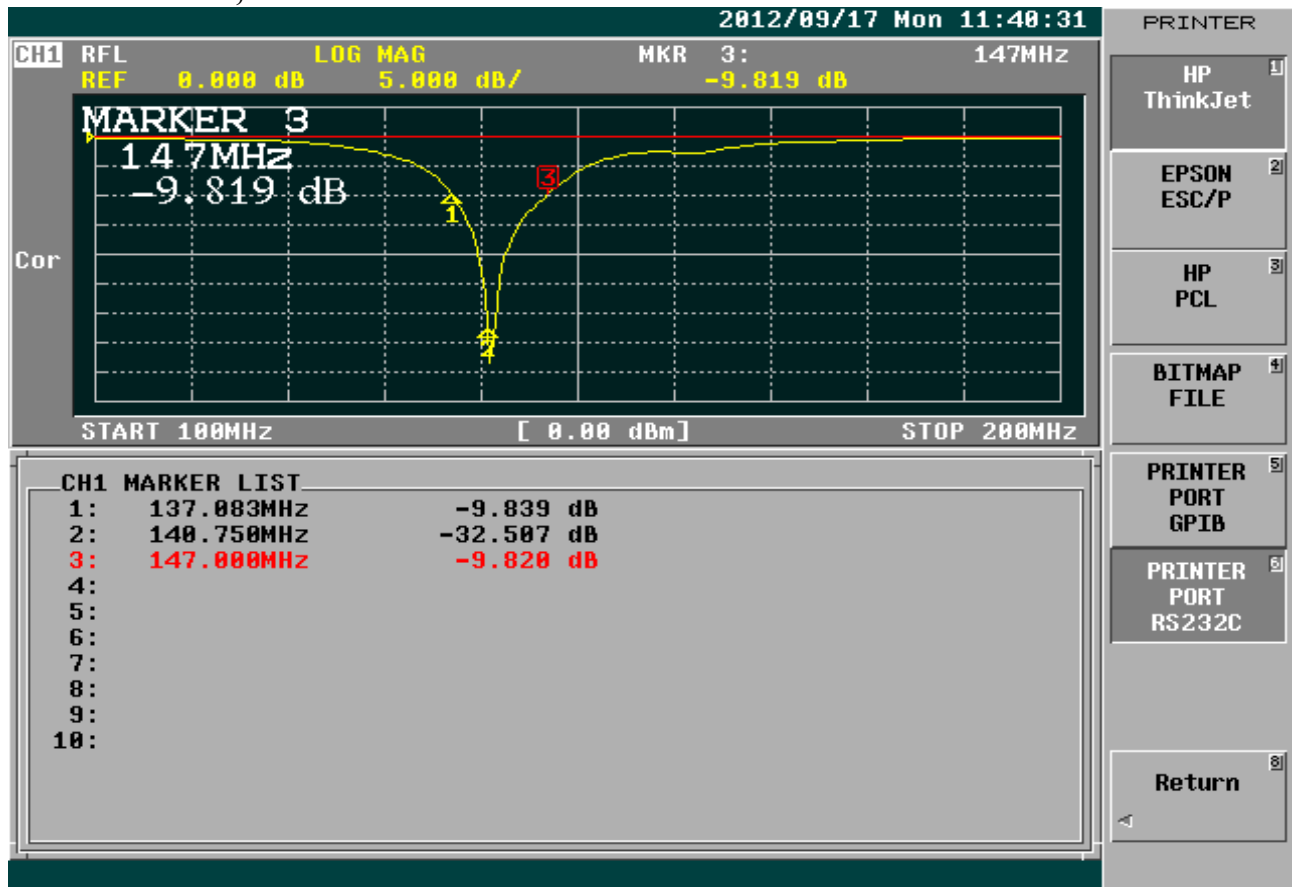 2012/09/17 Mon 11:40:31
CH1 RFL LOG MAG MKR 3: 147MHz
REF 0.000 dB 5.000 dB/ -9.819 dB
MARKER 3
147MHz
-9.819 dB
3
1
2
Cor
START 100MHz [ 0.00 dBm] STOP 200MHz
CH1 MARKER LIST
1: 137.083MHz -9.839 dB
2: 140.750MHz -32.507 dB
3: 147.000MHz -9.820 dB
4:
5:
6:
7:
8:
9:
10:
PRINTER
HP 1
ThinkJet
EPSON 2
ESC/P
HP 3
PCL
BITMAP 4
FILE
PRINTER 5
PORT
GPIB
PRINTER 6
PORT
RS232C
Return 8